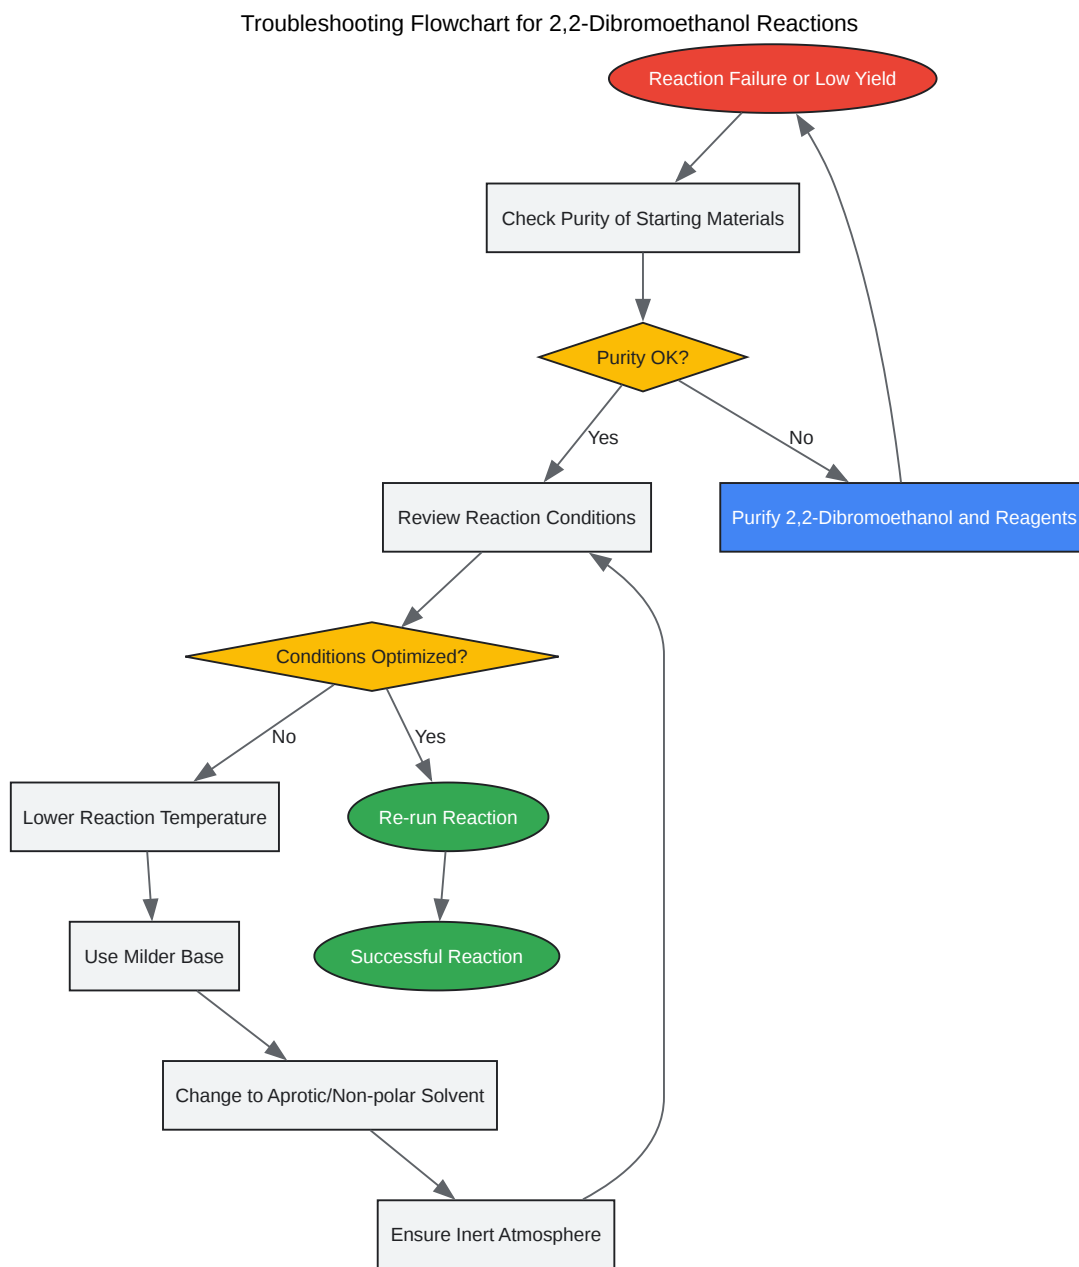 Troubleshooting Flowchart for 2,2-Dibromoethanol Reactions
Reaction Failure or Low Yield
Check Purity of Starting Materials
Purity OK?
Yes
No
Review Reaction Conditions
Purify 2,2-Dibromoethanol and Reagents
Conditions Optimized?
No
Yes
Lower Reaction Temperature
Re-run Reaction
Use Milder Base
Successful Reaction
Change to Aprotic/Non-polar Solvent
Ensure Inert Atmosphere